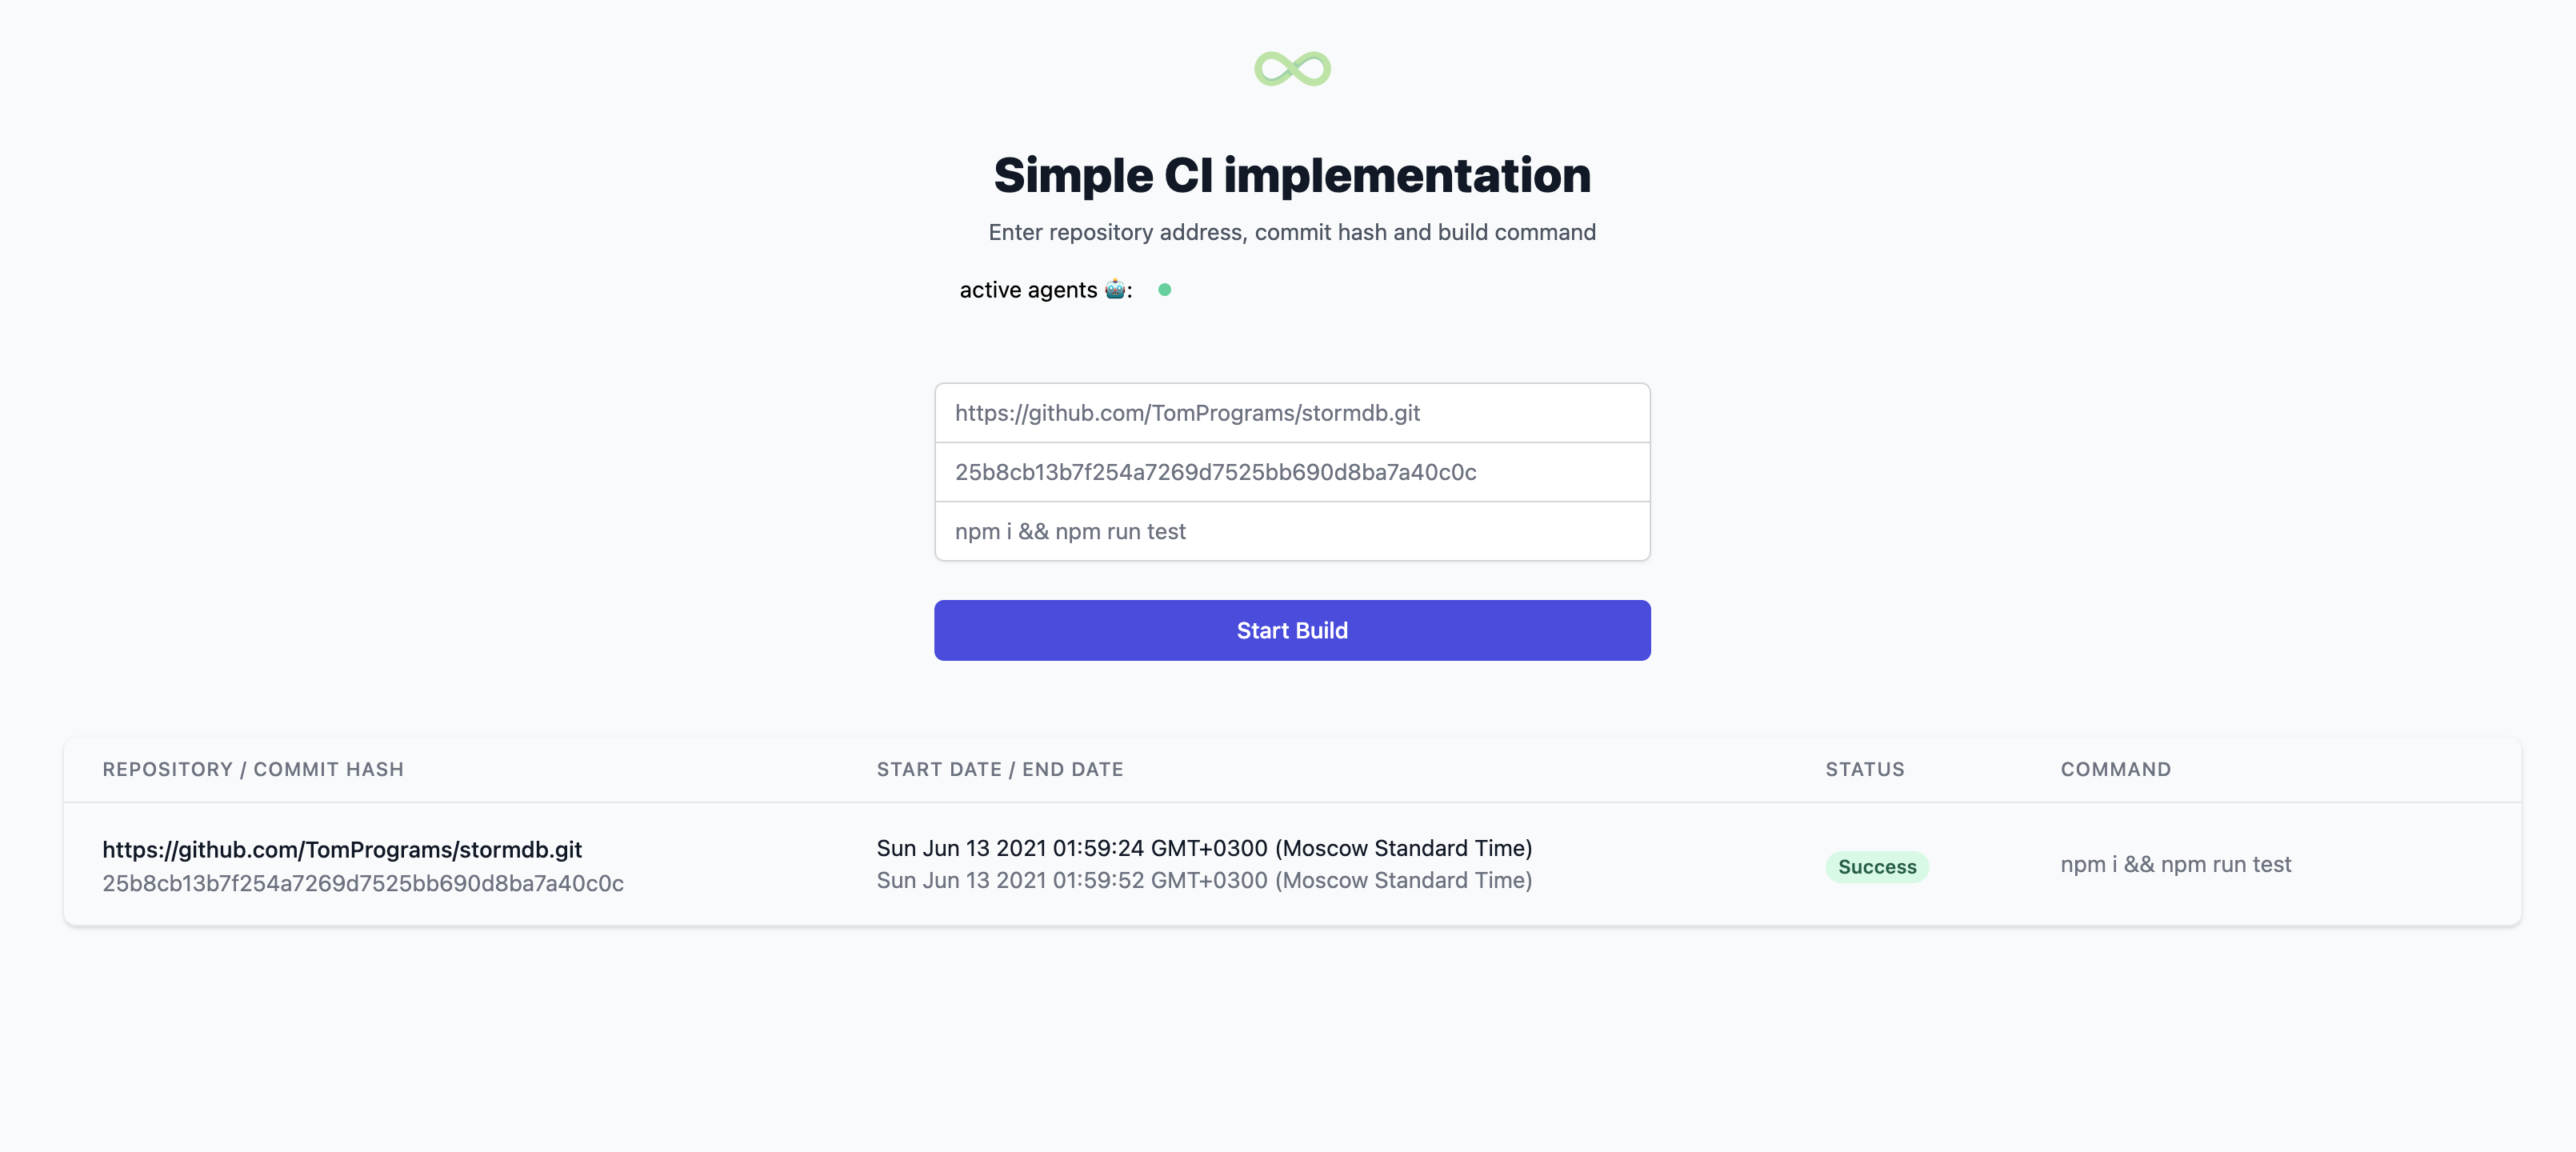 Simple CI implementation
Enter repository address, commit hash and build command
active agents 🤖:
https://github.com/TomPrograms/stormdb.git
25b8cb13b7f254a7269d7525bb690d8ba7a40c0c
npm i && npm run test
Start Build
REPOSITORY / COMMIT HASH START DATE / END DATE STATUS COMMAND
https://github.com/TomPrograms/stormdb.git
25b8cb13b7f254a7269d7525bb690d8ba7a40c0c
Sun Jun 13 2021 01:59:24 GMT+0300 (Moscow Standard Time)
Sun Jun 13 2021 01:59:52 GMT+0300 (Moscow Standard Time)
Success
npm i && npm run test